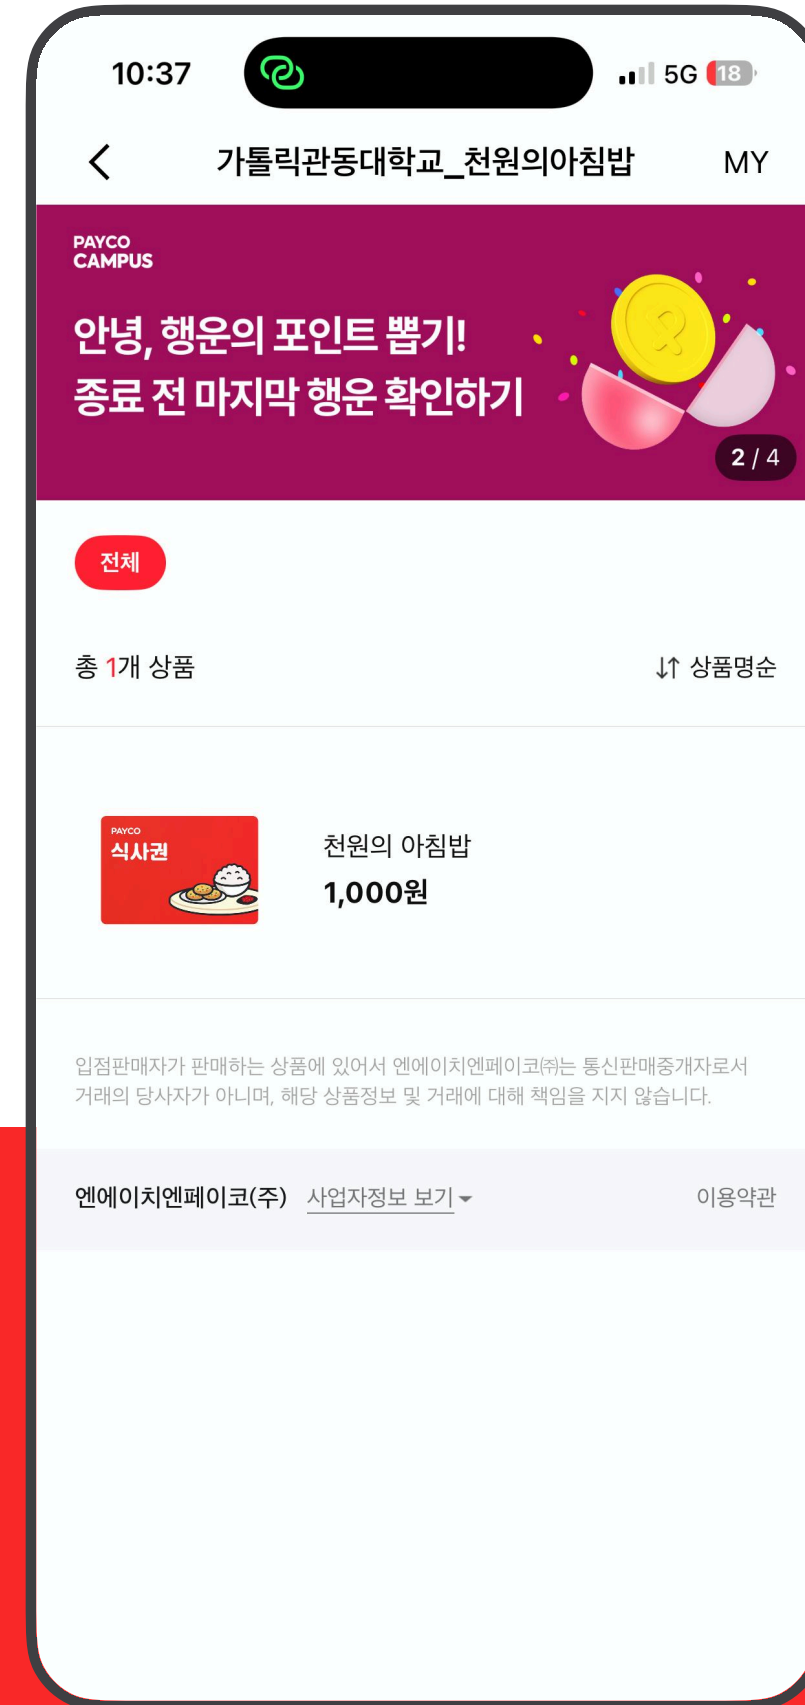 10:37
5G 18
가톨릭관동대학교_천원의아침밥
MY
PAYCO
CAMPUS
안녕, 행운의 포인트 뽑기!
종료 전 마지막 행운 확인하기
2 / 4
전체
총 1개 상품
↓↑ 상품명순
PAYCO
식사권
천원의 아침밥
1,000원
입점판매자가 판매하는 상품에 있어서 엔에이치엔페이코㈜는 통신판매중개자로서
거래의 당사자가 아니며, 해당 상품정보 및 거래에 대해 책임을 지지 않습니다.
엔에이치엔페이코(주) 사업자정보 보기
이용약관